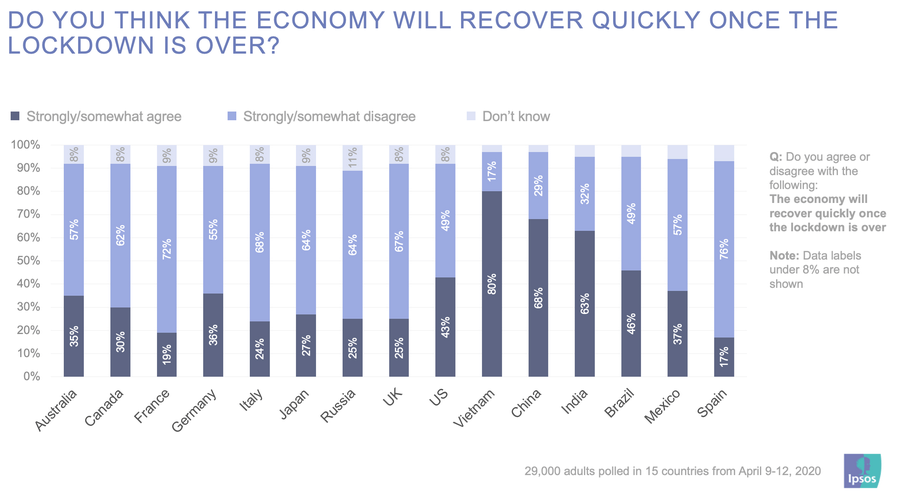 DO YOU THINK THE ECONOMY WILL RECOVER QUICKLY ONCE THE
LOCKDOWN IS OVER?
Strongly/somewhat agree
Strongly/somewhat disagree
Don't know
100%
90%
80%
70%
60%
50%
40%
30%
20%
10%
0%
8% 8% 9% 9% 8% 9% 11% 8% 8%
57% 62% 72% 55% 68% 64% 64% 67% 49% 17% 29% 32% 49% 57% 76%
35% 30% 19% 36% 24% 27% 25% 25% 43% 80% 68% 63% 46% 37% 17%
Australia Canada France Germany Italy Japan Russia UK US Vietnam China India Brazil Mexico Spain
Q: Do you agree or
disagree with the
following:
The economy will
recover quickly once
the lockdown is over
Note: Data labels
under 8% are not
shown
29,000 adults polled in 15 countries from April 9-12, 2020
Ipsos